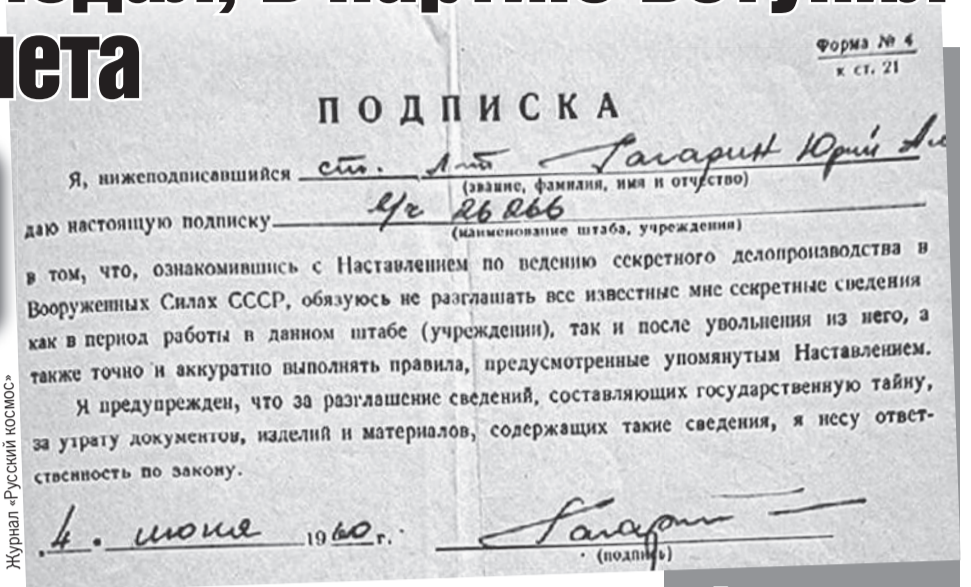 в партию вступил
лета
Форма № 4
к ст. 21
ПОДПИСКА
Я, нижеподписавшийся ст. л-т Гагарин Юрий Ал
(звание, фамилия, имя и отчество)
даю настоящую подписку в/ч 26266
(наименование штаба, учреждения)
в том, что, ознакомившись с Наставлением по ведению секретного делопроизводства в
Вооруженных Силах СССР, обязуюсь не разглашать все известные мне секретные сведения
как в период работы в данном штабе (учреждении), так и после увольнения из него, а
также точно и аккуратно выполнять правила, предусмотренные упомянутым Наставлением.
Я предупрежден, что за разглашение сведений, составляющих государственную тайну,
за утрату документов, изделий и материалов, содержащих такие сведения, я несу ответ-
ственность по закону.
4. июня 1960 г. Гагарин
(подпись)
Журнал «Русский космос»